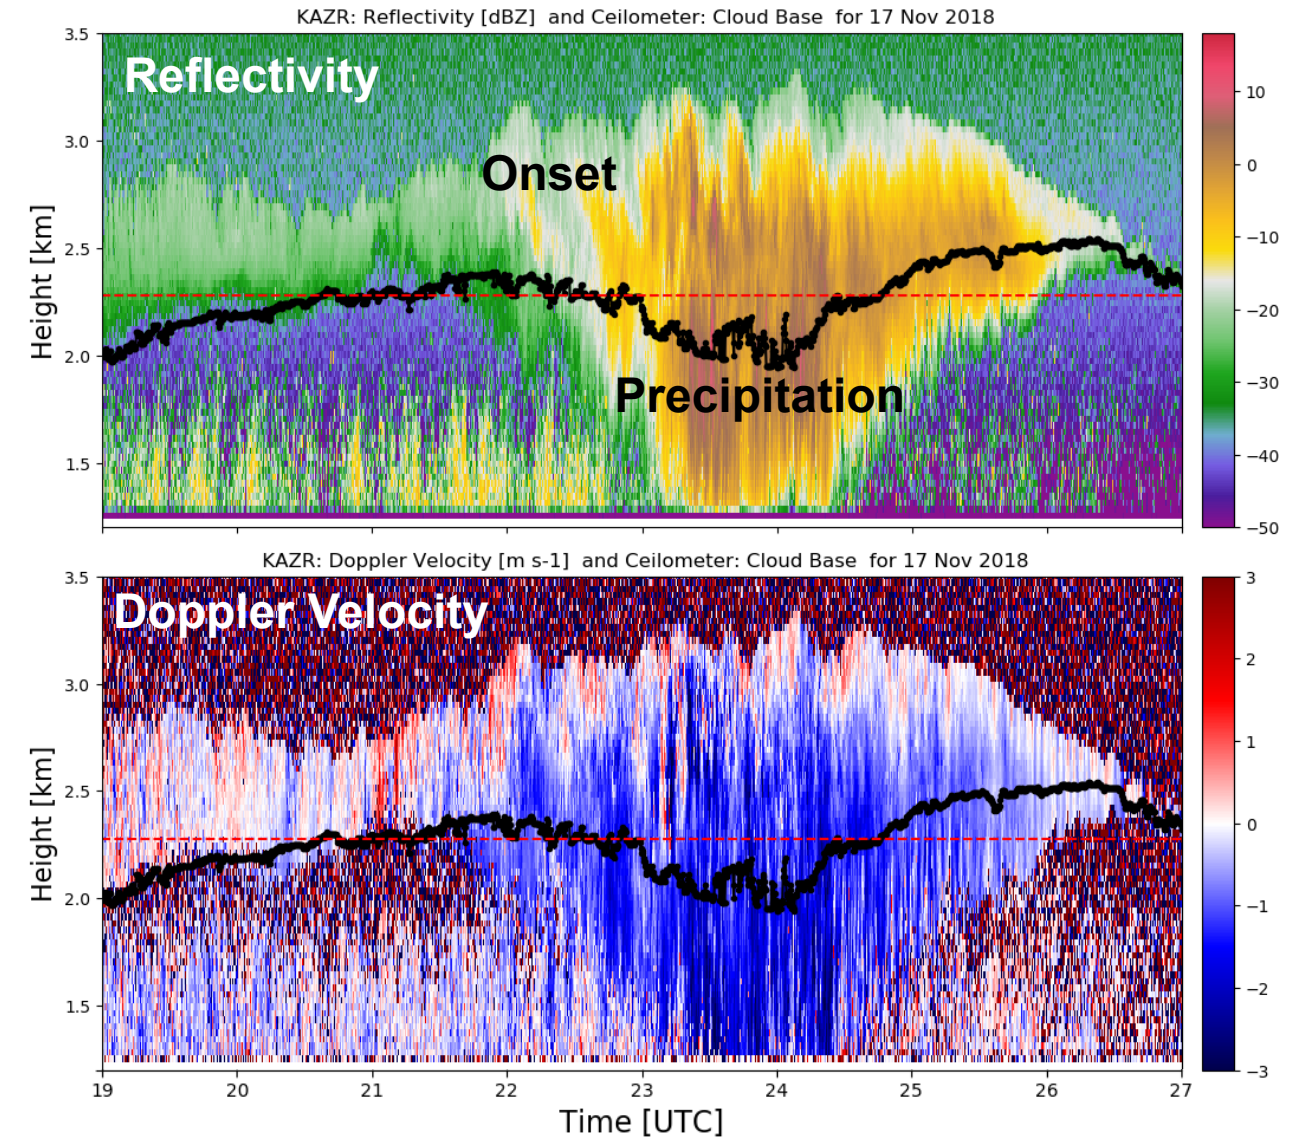 KAZR: Reflectivity [dBZ]  and Ceilometer: Cloud Base  for 17 Nov 2018
Reflectivity
Onset
Precipitation
Height [km]
3.5
3.0
2.5
2.0
1.5
10
0
−10
−20
−30
−40
−50
KAZR: Doppler Velocity [m s-1]  and Ceilometer: Cloud Base  for 17 Nov 2018
Doppler Velocity
Height [km]
3.5
3.0
2.5
2.0
1.5
3
2
1
0
−1
−2
−3
19 20 21 22 23 24 25 26 27
Time [UTC]